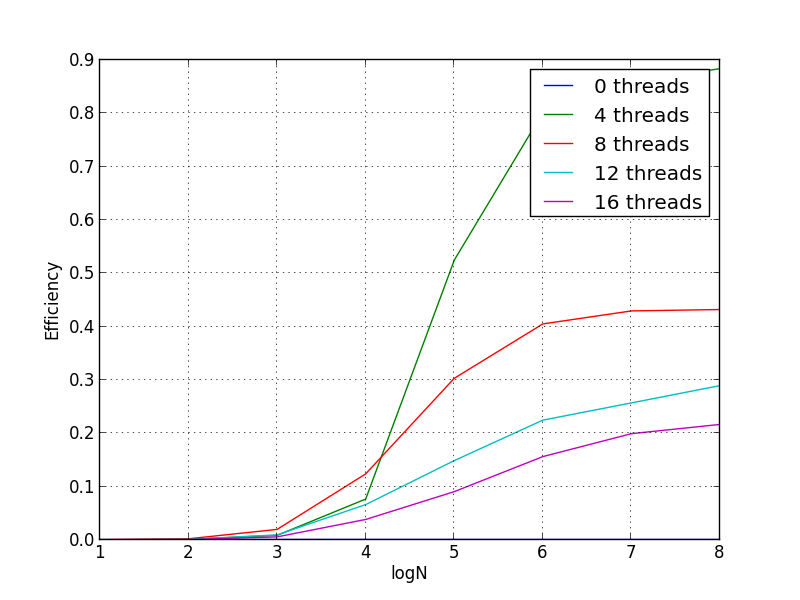 0.9
0.8
0.7
0.6
0.5
0.4
0.3
0.2
0.1
0.0
Efficiency
0 threads
4 threads
8 threads
12 threads
16 threads
1 2 3 4 5 6 7 8
logN